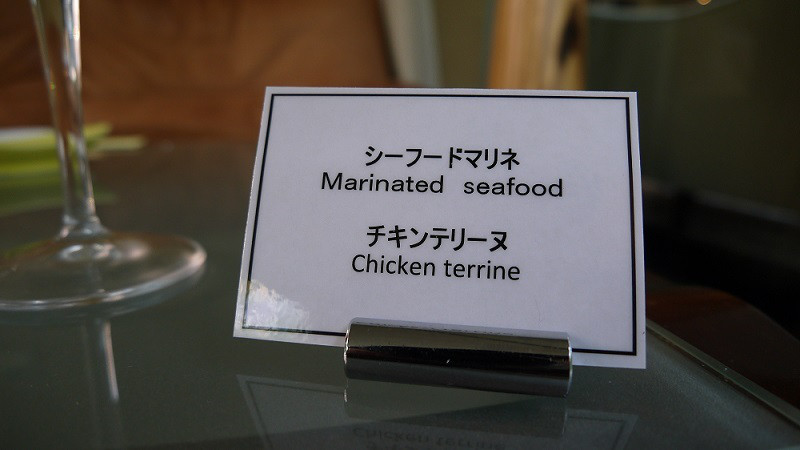 シーフードマリネ
Marinated seafood
チキンテリーヌ
Chicken terrine